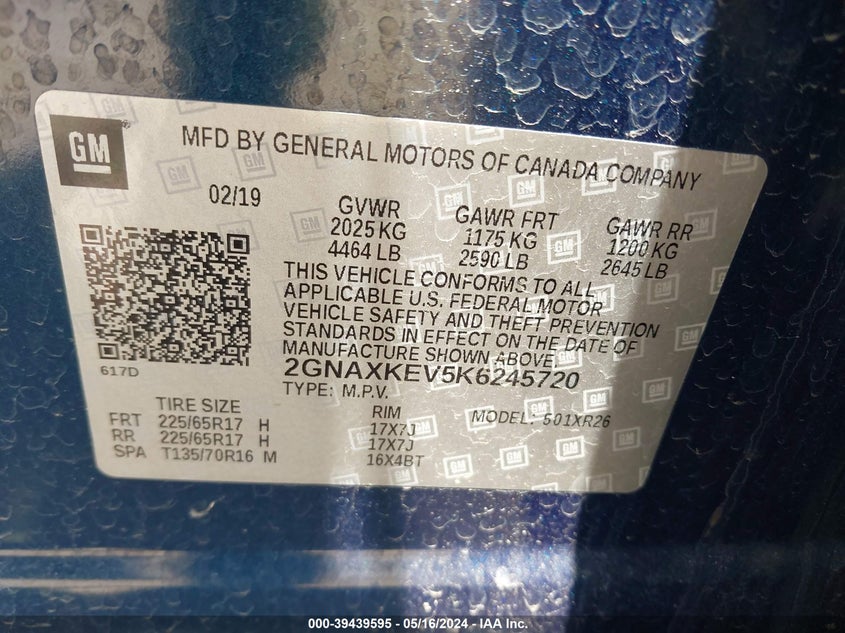 GM
MFD BY GENERAL MOTORS OF CANADA COMPANY
02/19
GVWR
2025 KG
4464 LB
GAWR FRT
1175 KG
2590 LB
GAWR RR
1200 KG
2645 LB
THIS VEHICLE CONFORMS TO ALL
APPLICABLE U.S. FEDERAL MOTOR
VEHICLE SAFETY AND THEFT PREVENTION
STANDARDS IN EFFECT ON THE DATE OF
MANUFACTURE SHOWN ABOVE
617D
2GNAXKEV5K6245720
TYPE: M.P.V.
MODEL: 501XR26
TIRE SIZE RIM
FRT 225/65R17 H 17X7J
RR 225/65R17 H 17X7J
SPA T135/70R16 M 16X4BT
000-39439595 - 05/16/2024 - IAA Inc.